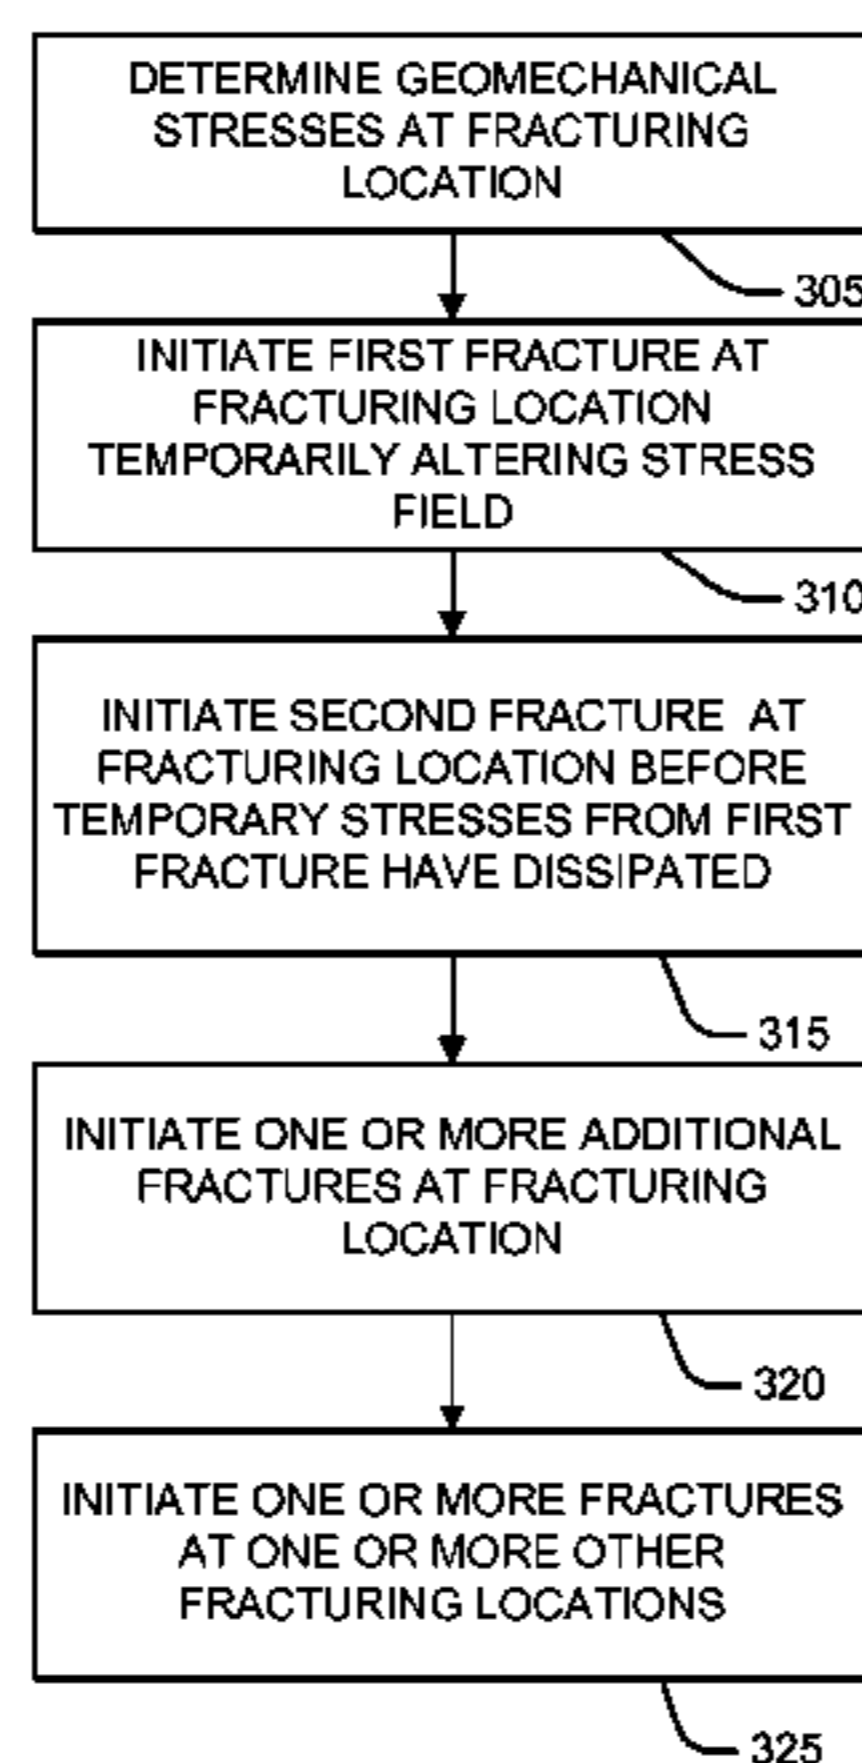 DETERMINE GEOMECHANICAL
STRESSES AT FRACTURING
LOCATION
305
INITIATE FIRST FRACTURE AT
FRACTURING LOCATION
TEMPORARILY ALTERING STRESS
FIELD
310
INITIATE SECOND FRACTURE AT
FRACTURING LOCATION BEFORE
TEMPORARY STRESSES FROM FIRST
FRACTURE HAVE DISSIPATED
315
INITIATE ONE OR MORE ADDITIONAL
FRACTURES AT FRACTURING
LOCATION
320
INITIATE ONE OR MORE FRACTURES
AT ONE OR MORE OTHER
FRACTURING LOCATIONS
325